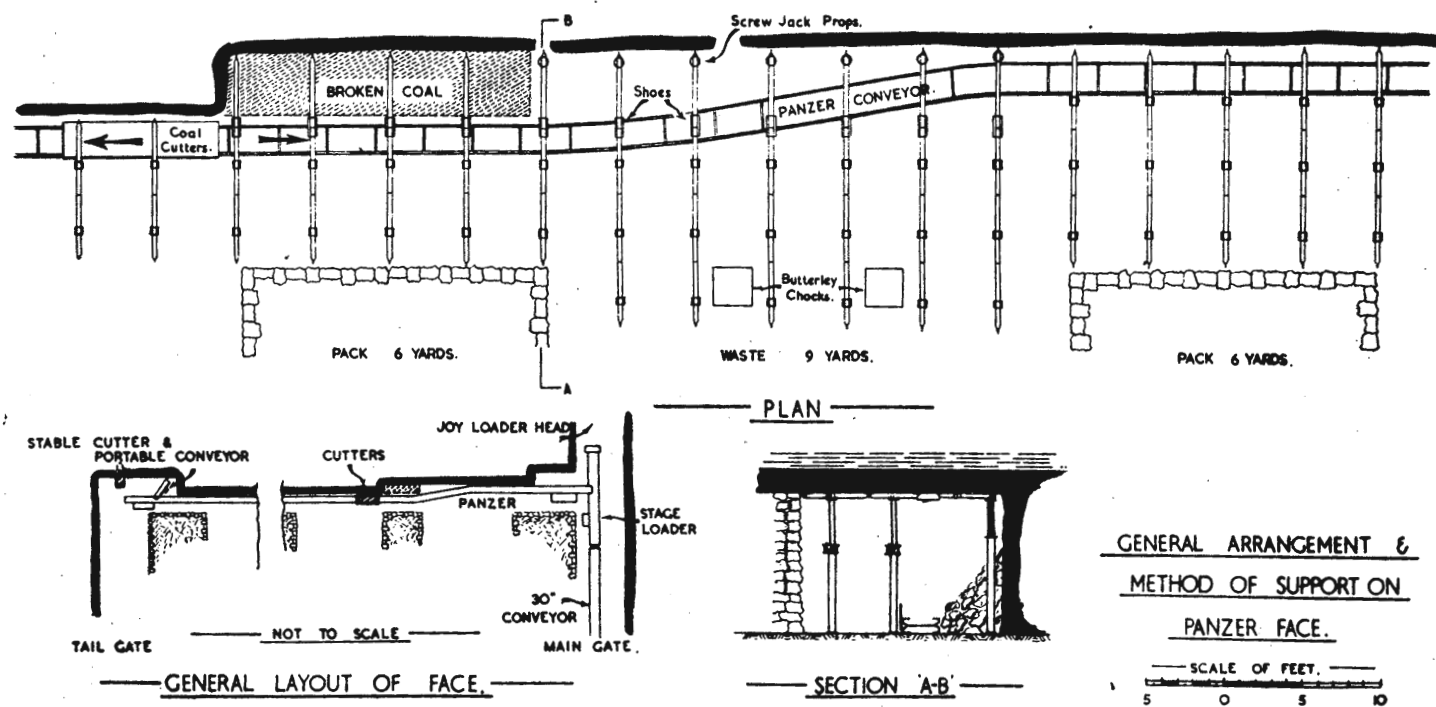 B
Screw Jack Props.
BROKEN COAL
Shoes
PANZER CONVEYOR.
Coal
Cutters.
Butterley
Chocks.
PACK 6 YARDS.
WASTE 9 YARDS.
PACK 6 YARDS.
A
PLAN
JOY LOADER HEAD
STABLE CUTTER &
PORTABLE CONVEYOR
CUTTERS
PANZER
STAGE
LOADER
30"
CONVEYOR
NOT TO SCALE
TAIL GATE
MAIN GATE.
GENERAL LAYOUT OF FACE.
SECTION 'A-B'
GENERAL ARRANGEMENT &
METHOD OF SUPPORT ON
PANZER FACE.
SCALE OF FEET.
5 0 5 10